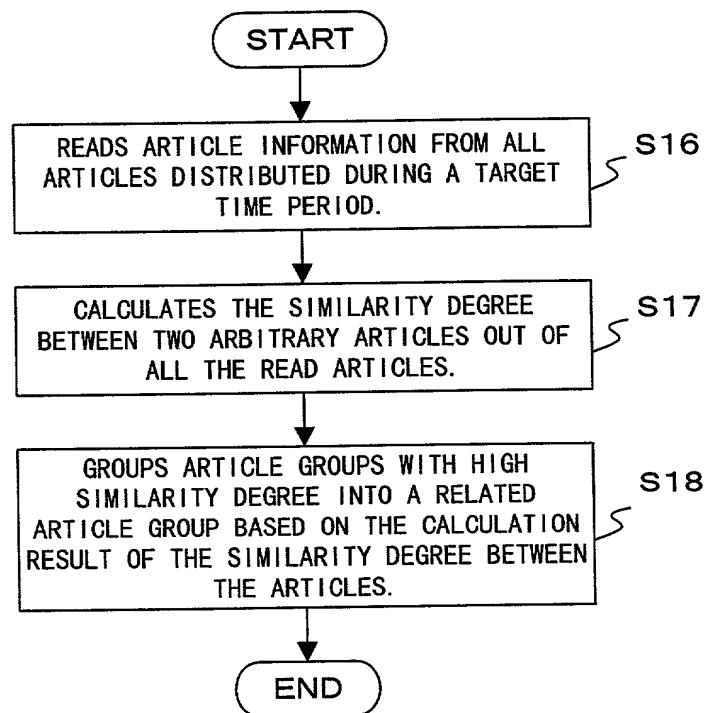 START
READS ARTICLE INFORMATION FROM ALL
ARTICLES DISTRIBUTED DURING A TARGET
TIME PERIOD.
S16
CALCULATES THE SIMILARITY DEGREE
BETWEEN TWO ARBITRARY ARTICLES OUT OF
ALL THE READ ARTICLES.
S17
GROUPS ARTICLE GROUPS WITH HIGH
SIMILARITY DEGREE INTO A RELATED
ARTICLE GROUP BASED ON THE CALCULATION
RESULT OF THE SIMILARITY DEGREE BETWEEN
THE ARTICLES.
S18
END